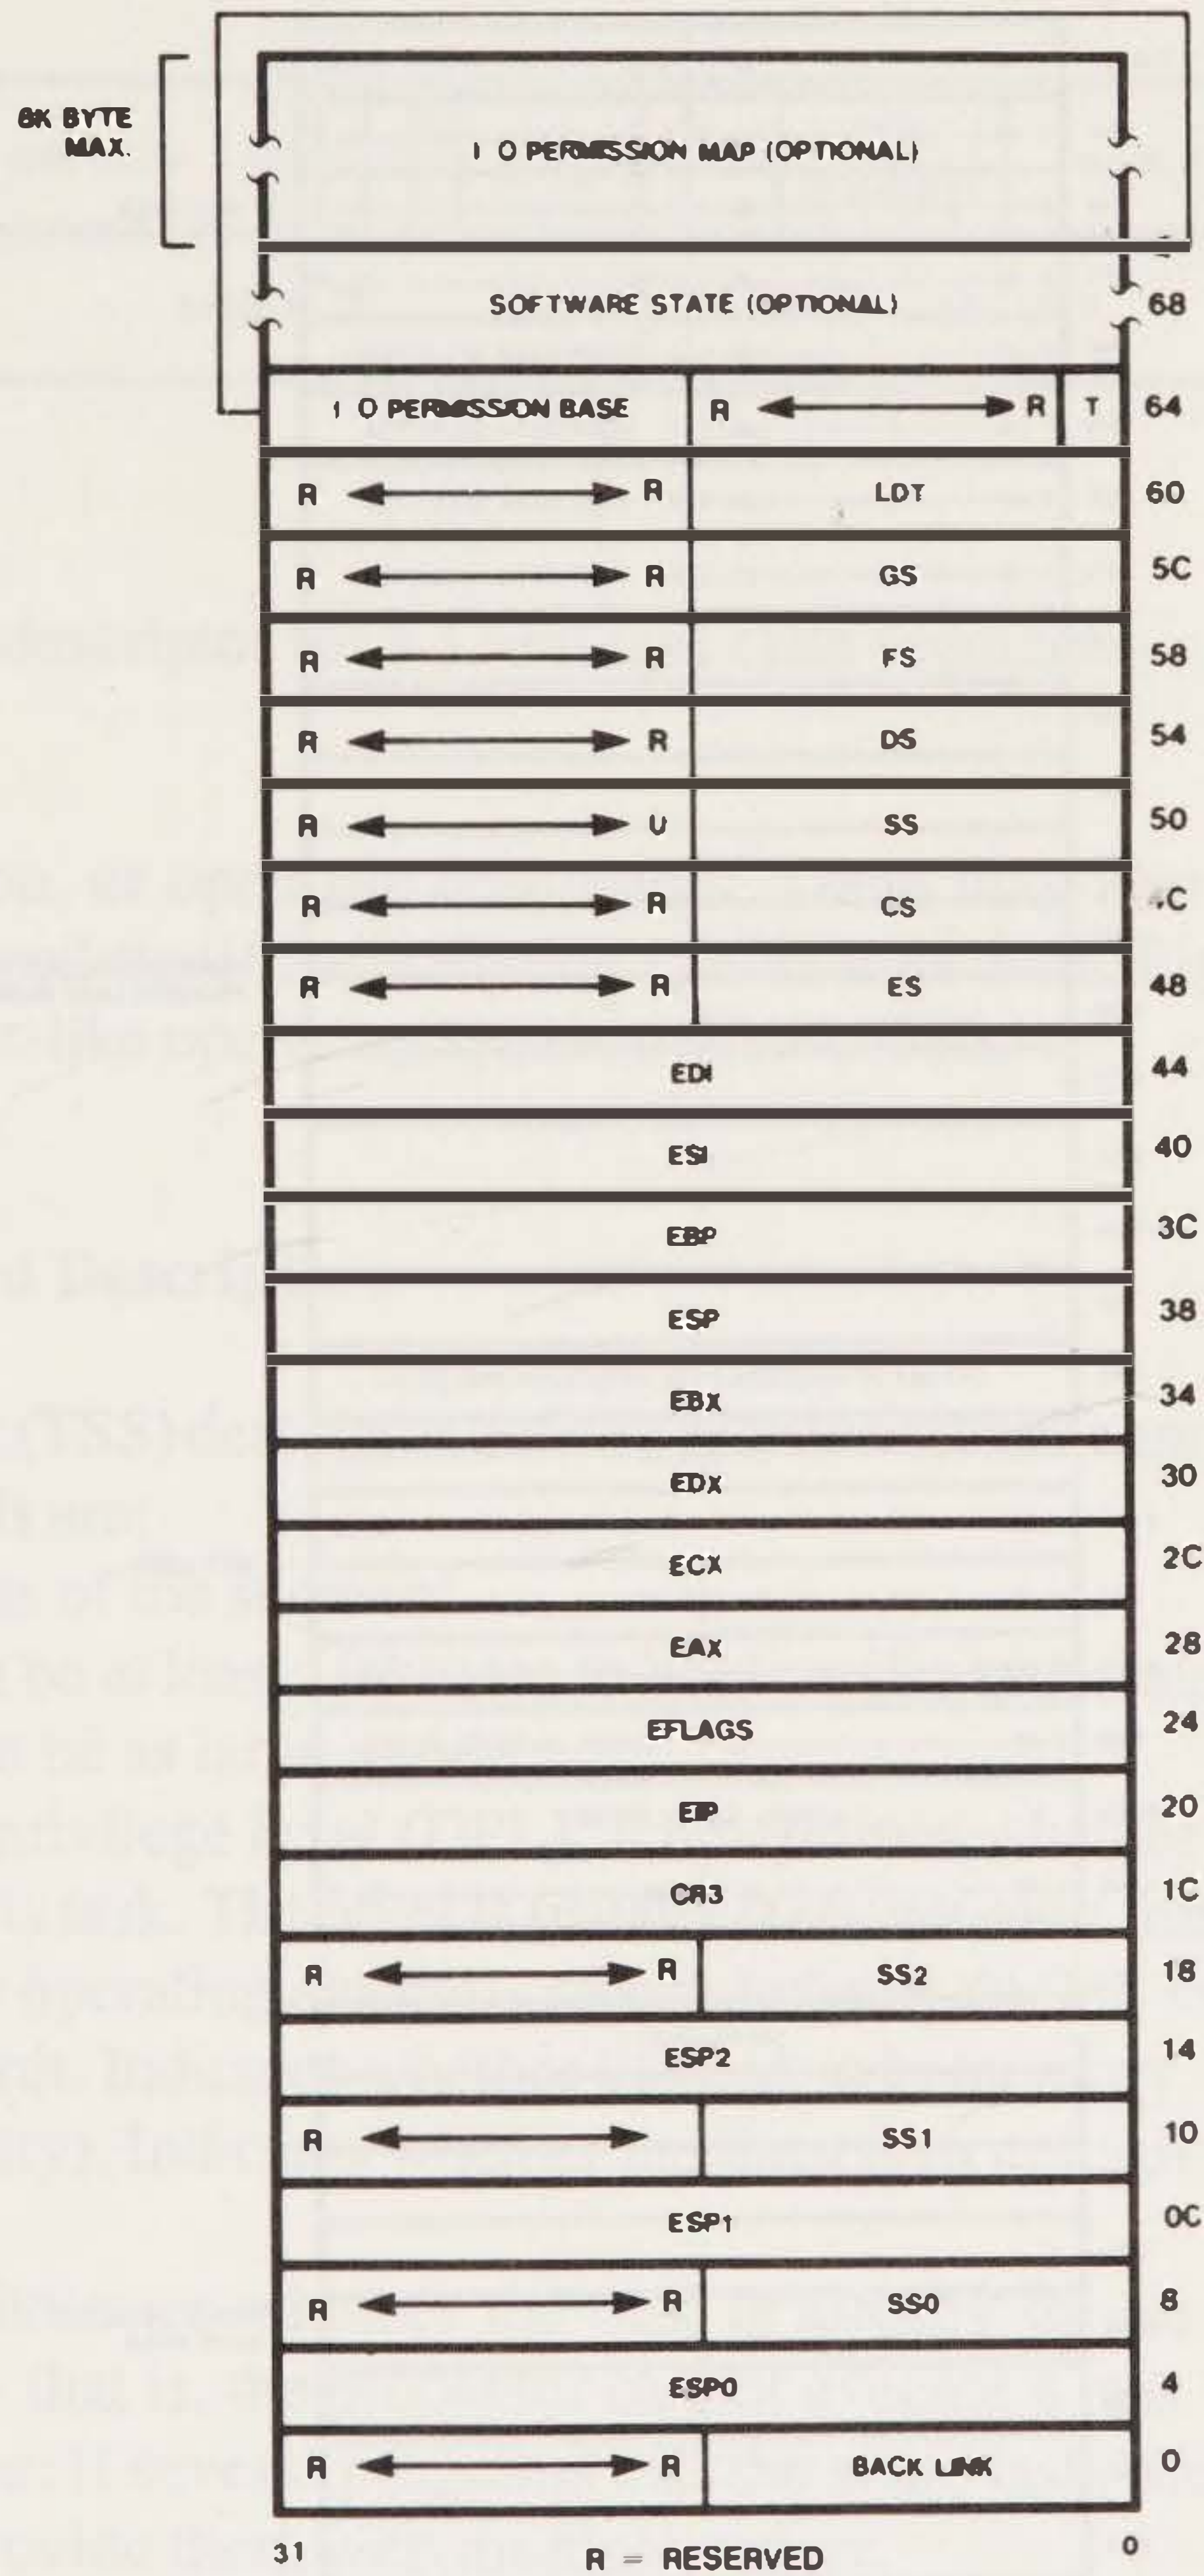 8K BYTE
MAX.
I O PERMISSION MAP (OPTIONAL)
SOFTWARE STATE (OPTIONAL) 68
I O PERMISSION BASE R R T 64
R R LDT 60
R R GS 5C
R R FS 58
R R DS 54
R U SS 50
R R CS 4C
R R ES 48
EDI 44
ESI 40
EBP 3C
ESP 38
EBX 34
EDX 30
ECX 2C
EAX 28
EFLAGS 24
EIP 20
CR3 1C
R R SS2 18
ESP2 14
R SS1 10
ESP1 0C
R R SS0 8
ESP0 4
R R BACK LINK 0
31 0
R = RESERVED